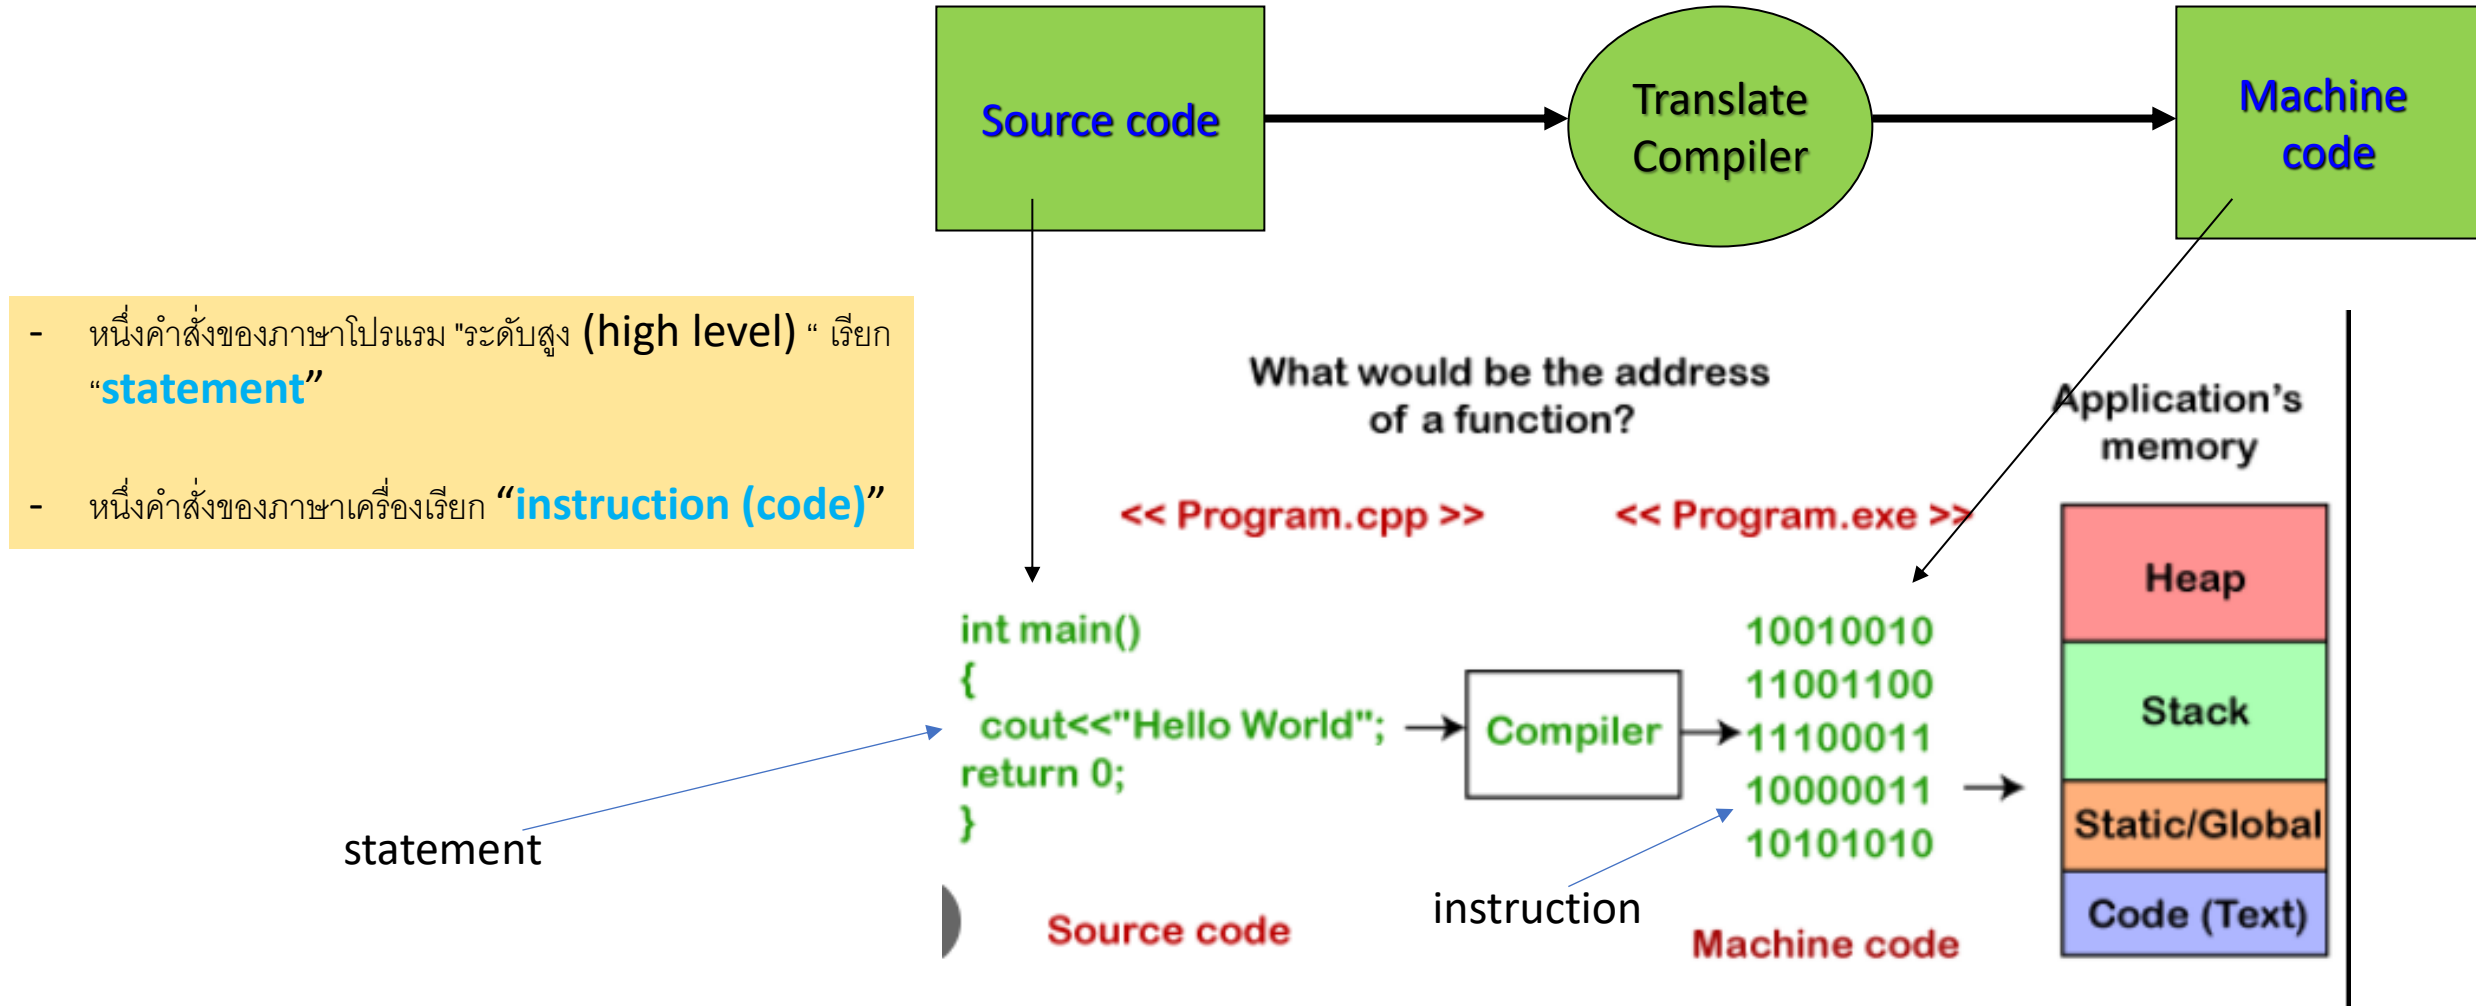 Source code
Translate
Compiler
Machine
code
- หนึ่งคำสั่งของภาษาโปรแรม "ระดับสูง (high level) “ เรียก
“statement”
- หนึ่งคำสั่งของภาษาเครื่องเรียก “instruction (code)”
What would be the address
of a function?
Application's
memory
<< Program.cpp >>
<< Program.exe >>
int main()
{
cout<<"Hello World";
return 0;
}
Compiler
10010010
11001100
11100011
10000011
10101010
Heap
Stack
Static/Global
Code (Text)
statement
instruction
Source code
Machine code